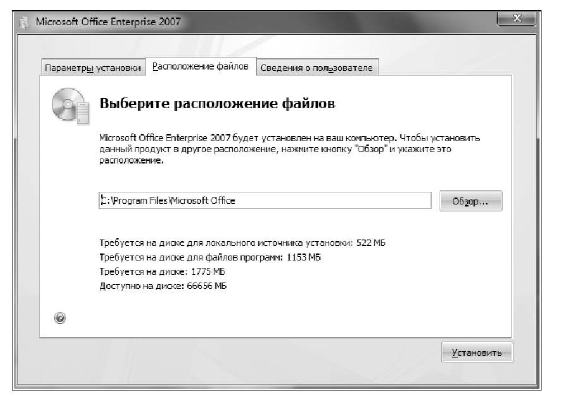 Microsoft Office Enterprise 2007
Параметры установки
Расположение файлов
Сведения о пользователе
Выберите расположение файлов
Microsoft Office Enterprise 2007 будет установлен на ваш компьютер. Чтобы установить
данный продукт в другое расположение, нажмите кнопку "Обзор" и укажите это
расположение.
C:\Program Files\Microsoft Office
Обзор...
Требуется на диске для локального источника установки: 522 МБ
Требуется на диске для файлов программ: 1153 МБ
Требуется на диске: 1775 МБ
Доступно на диске: 66656 МБ
Установить